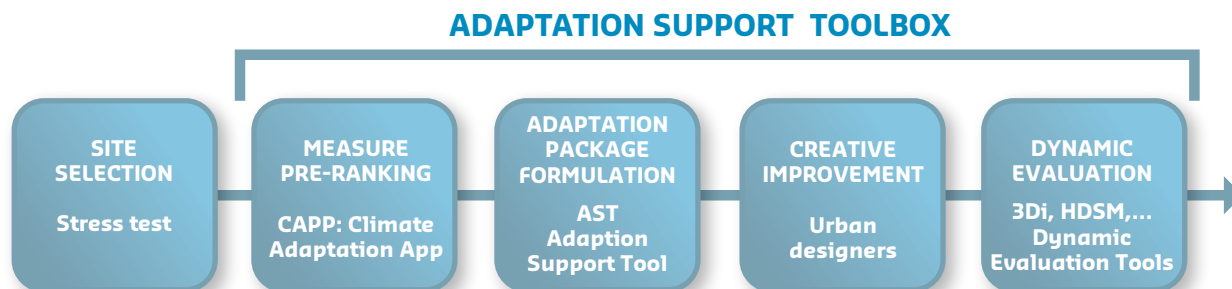 ADAPTATION SUPPORT TOOLBOX
SITE
SELECTION
Stress test
MEASURE
PRE-RANKING
CAPP: Climate
Adaptation App
ADAPTATION
PACKAGE
FORMULATION
AST
Adaption
Support Tool
CREATIVE
IMPROVEMENT
Urban
designers
DYNAMIC
EVALUATION
3Di, HDSM,...
Dynamic
Evaluation Tools